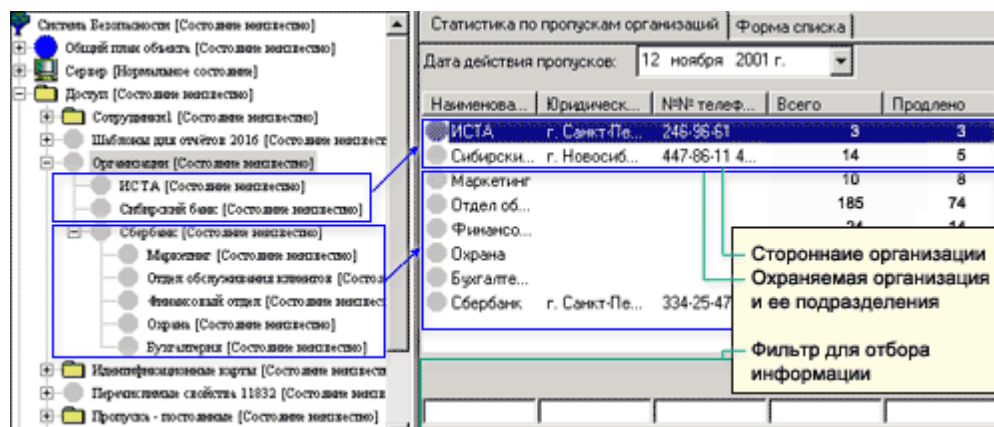 Система Безопасности [Состояние неизвестно]
Общий план объекта [Состояние неизвестно]
Сервер [Нормальное состояние]
Доступ [Состояние неизвестно]
Сотрудники1 [Состояние неизвестно]
Шаблоны для отчётов 2016 [Состояние неизвест
Организации [Состояние неизвестно]
ИСТА [Состояние неизвестно]
Сибирский банк [Состояние неизвестно]
Сбербанк [Состояние неизвестно]
Маркетинг [Состояние неизвестно]
Отдел обслуживания клиентов [Состоя
Финансовый отдел [Состояние неизвест
Охрана [Состояние неизвестно]
Бухгалтерия [Состояние неизвестно]
Идентификационные карты [Состояние неизвестн
Перечислимые свойства 11832 [Состояние неизв
Пропуска - постоянные [Состояние неизвестно]
Статистика по пропускам организаций Форма списка
Дата действия пропусков: 12 ноября 2001 г.
Наименова... Юридическ... №№ телеф... Всего Продлено
ИСТА г. Санкт-Пе... 246-96-61 3 3
Сибирски... г. Новосиб... 447-86-11 4... 14 5
Маркетинг 10 8
Отдел об... 185 74
Финансо...
Охрана
Бухгалте...
Сбербанк г. Санкт-Пе... 334-25-47
Стороннаие организации
Охраняемая организация
и ее подразделения
Фильтр для отбора
информации